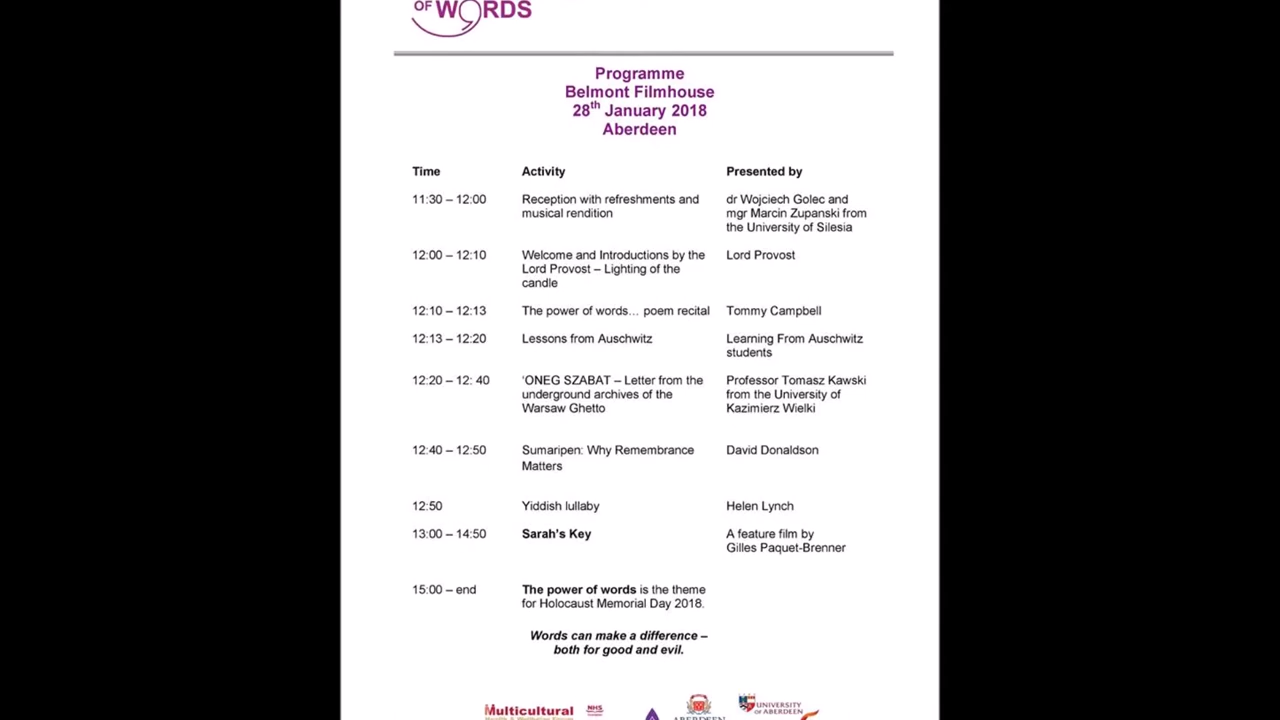 OF WORDS
Programme
Belmont Filmhouse
28th January 2018
Aberdeen
Time Activity Presented by
11:30 – 12:00 Reception with refreshments and dr Wojciech Golec and
musical rendition mgr Marcin Zupanski from
the University of Silesia
12:00 – 12:10 Welcome and Introductions by the Lord Provost
Lord Provost – Lighting of the
candle
12:10 – 12:13 The power of words… poem recital Tommy Campbell
12:13 – 12:20 Lessons from Auschwitz Learning From Auschwitz
students
12:20 – 12: 40 ‘ONEG SZABAT – Letter from the Professor Tomasz Kawski
underground archives of the from the University of
Warsaw Ghetto Kazimierz Wielki
12:40 – 12:50 Sumaripen: Why Remembrance David Donaldson
Matters
12:50 Yiddish lullaby Helen Lynch
13:00 – 14:50 Sarah’s Key A feature film by
Gilles Paquet-Brenner
15:00 – end The power of words is the theme
for Holocaust Memorial Day 2018.
Words can make a difference –
both for good and evil.
Multicultural NHS UNIVERSITY
OF ABERDEEN
ABERDEEN